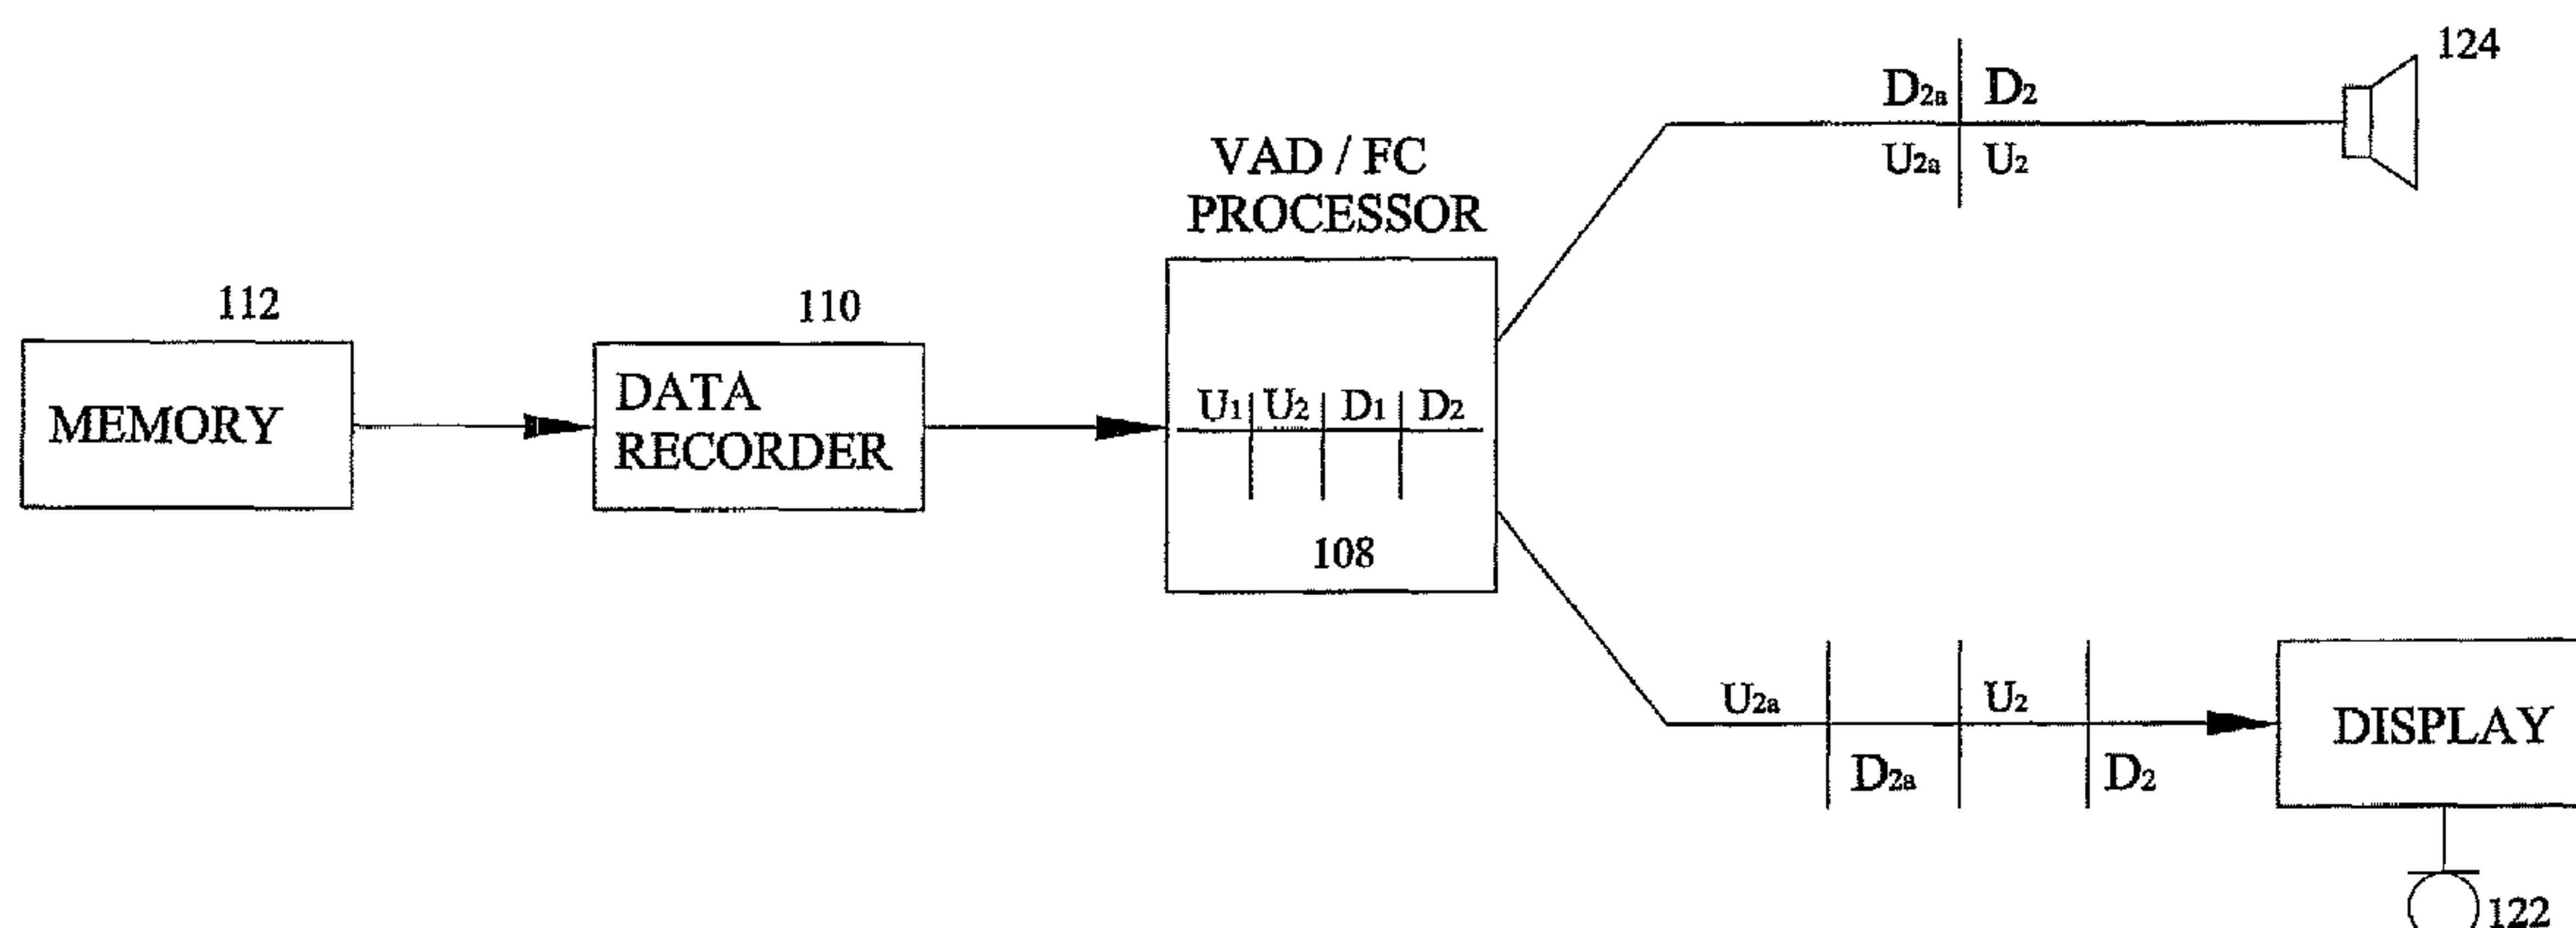 124
D2a D2
U2a U2
VAD / FC
PROCESSOR
112
110
MEMORY
DATA
RECORDER
U1 U2 D1 D2
108
U2a U2
D2a D2
DISPLAY
122